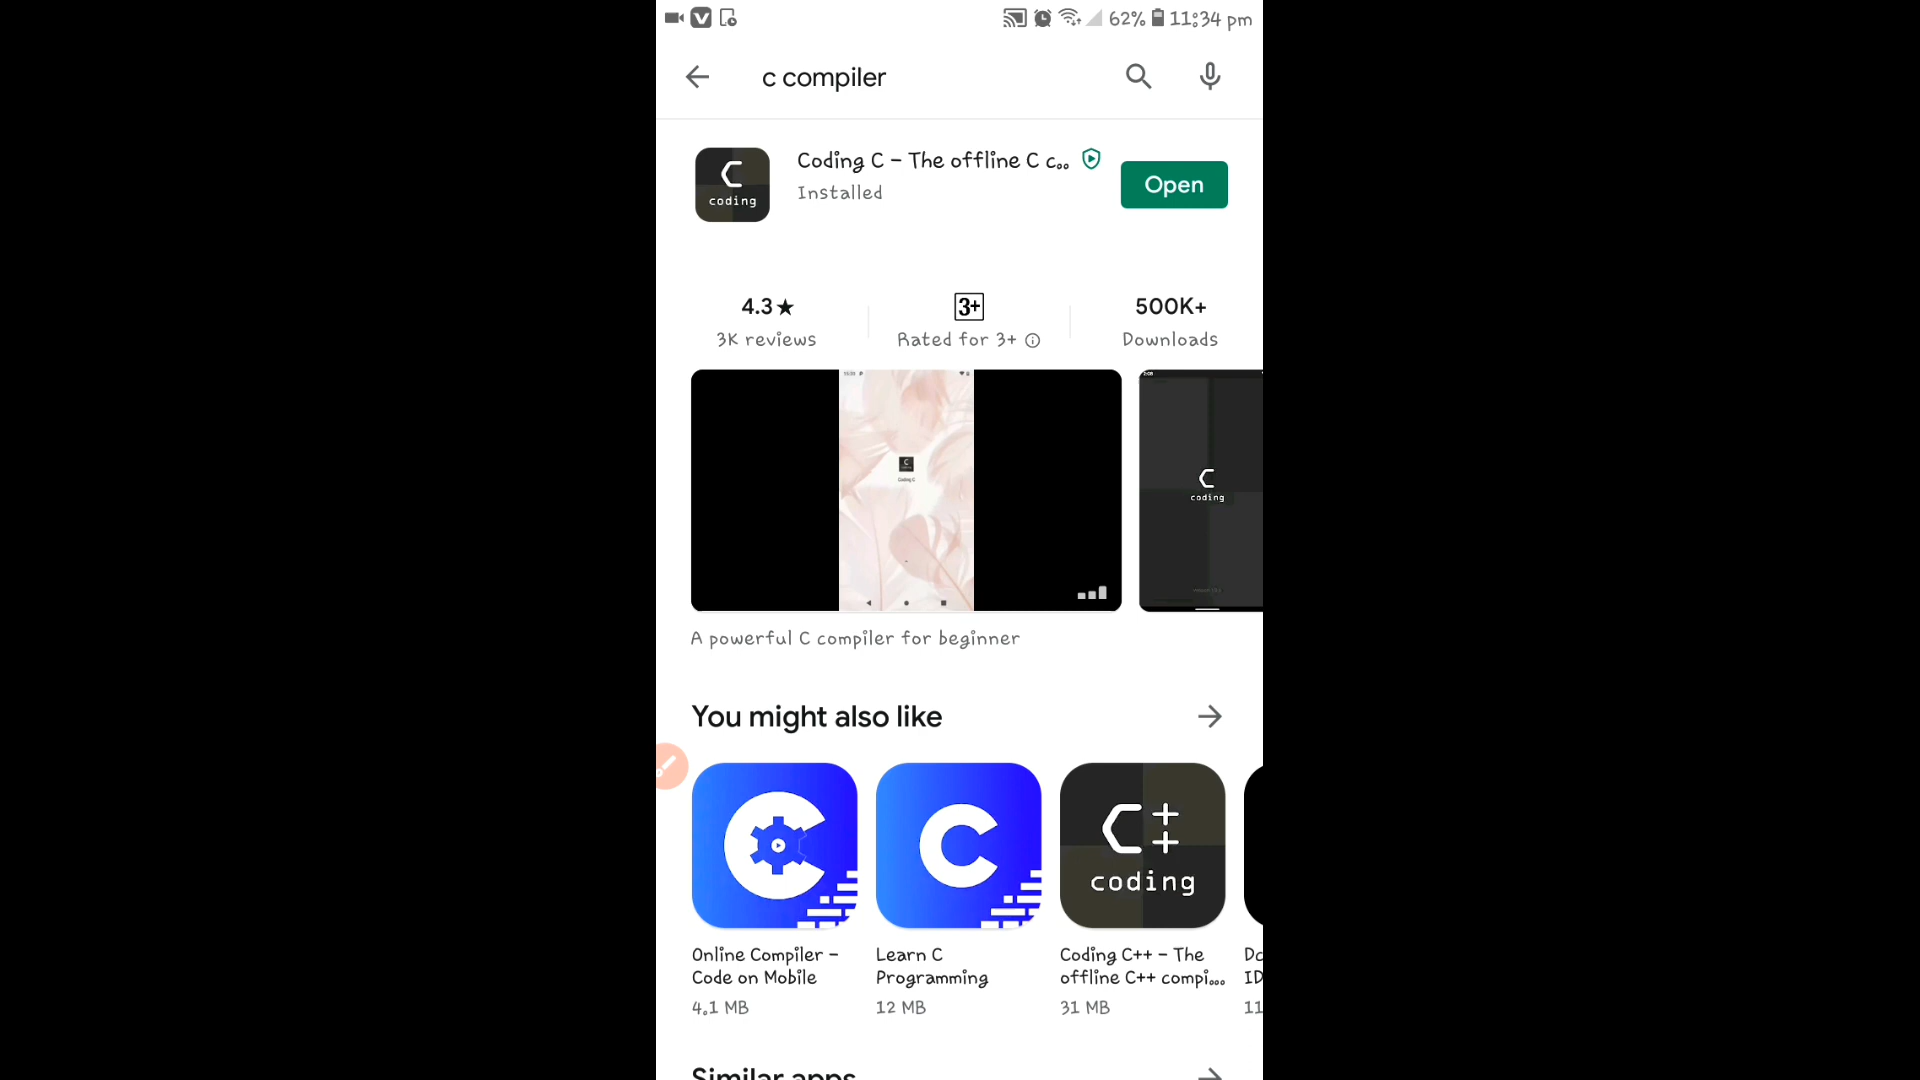 62% 11:34 pm
c compiler
C coding
Coding C - The offline C c..
Installed
Open
4.3★ 3+ 500K+
3K reviews Rated for 3+ Downloads
Coding C
C coding
A powerful C compiler for beginner
You might also like
C C++ coding
Online Compiler - Learn C Coding C++ - The
Code on Mobile Programming offline C++ compi...
4.1 MB 12 MB 31 MB 11
Similar apps